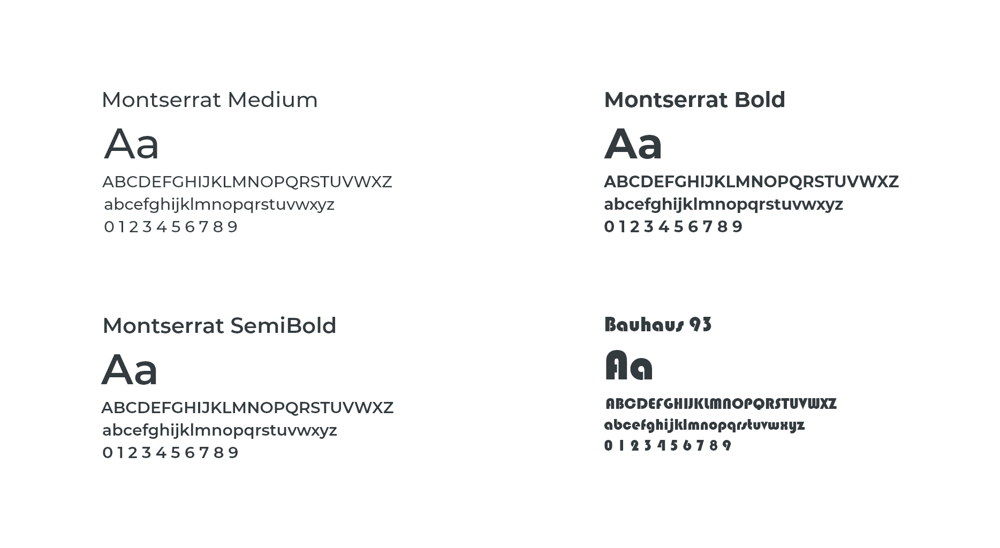 Montserrat Medium
Aa
ABCDEFGHIJKLMNOPQRSTUVWXZ
abcefghijklmnopqrstuvwxyz
0 1 2 3 4 5 6 7 8 9
Montserrat Bold
Aa
ABCDEFGHIJKLMNOPQRSTUVWXZ
abcefghijklmnopqrstuvwxyz
0 1 2 3 4 5 6 7 8 9
Montserrat SemiBold
Aa
ABCDEFGHIJKLMNOPQRSTUVWXZ
abcefghijklmnopqrstuvwxyz
0 1 2 3 4 5 6 7 8 9
Bauhaus 93
Aa
ABCDEFGHIJKLMNOPQRSTUVWXZ
abcefghijklmnopqrstuvwxyz
0 1 2 3 4 5 6 7 8 9